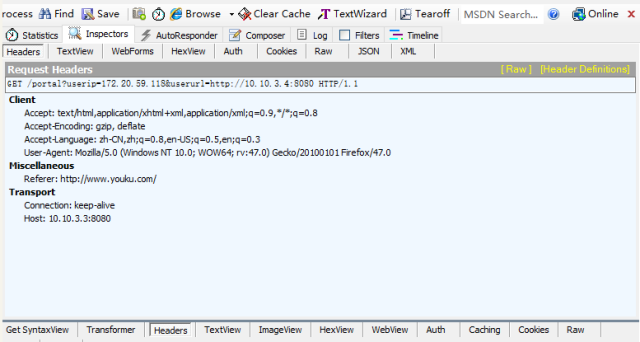 rocess Find Save Browse Clear Cache TextWizard Tearoff MSDN Search... Online x
Statistics Inspectors AutoResponder Composer Log Filters Timeline
Headers TextView WebForms HexView Auth Cookies Raw JSON XML
Request Headers [Raw] [Header Definitions]
GET /portal?userip=172.20.59.118&userurl=http://10.10.3.4:8080 HTTP/1.1
Client
Accept: text/html,application/xhtml+xml,application/xml;q=0.9,*/*;q=0.8
Accept-Encoding: gzip, deflate
Accept-Language: zh-CN,zh;q=0.8,en-US;q=0.5,en;q=0.3
User-Agent: Mozilla/5.0 (Windows NT 10.0; WOW64; rv:47.0) Gecko/20100101 Firefox/47.0
Miscellaneous
Referer: http://www.youku.com/
Transport
Connection: keep-alive
Host: 10.10.3.3:8080
Get SyntaxView Transformer Headers TextView ImageView HexView WebView Auth Caching Cookies Raw